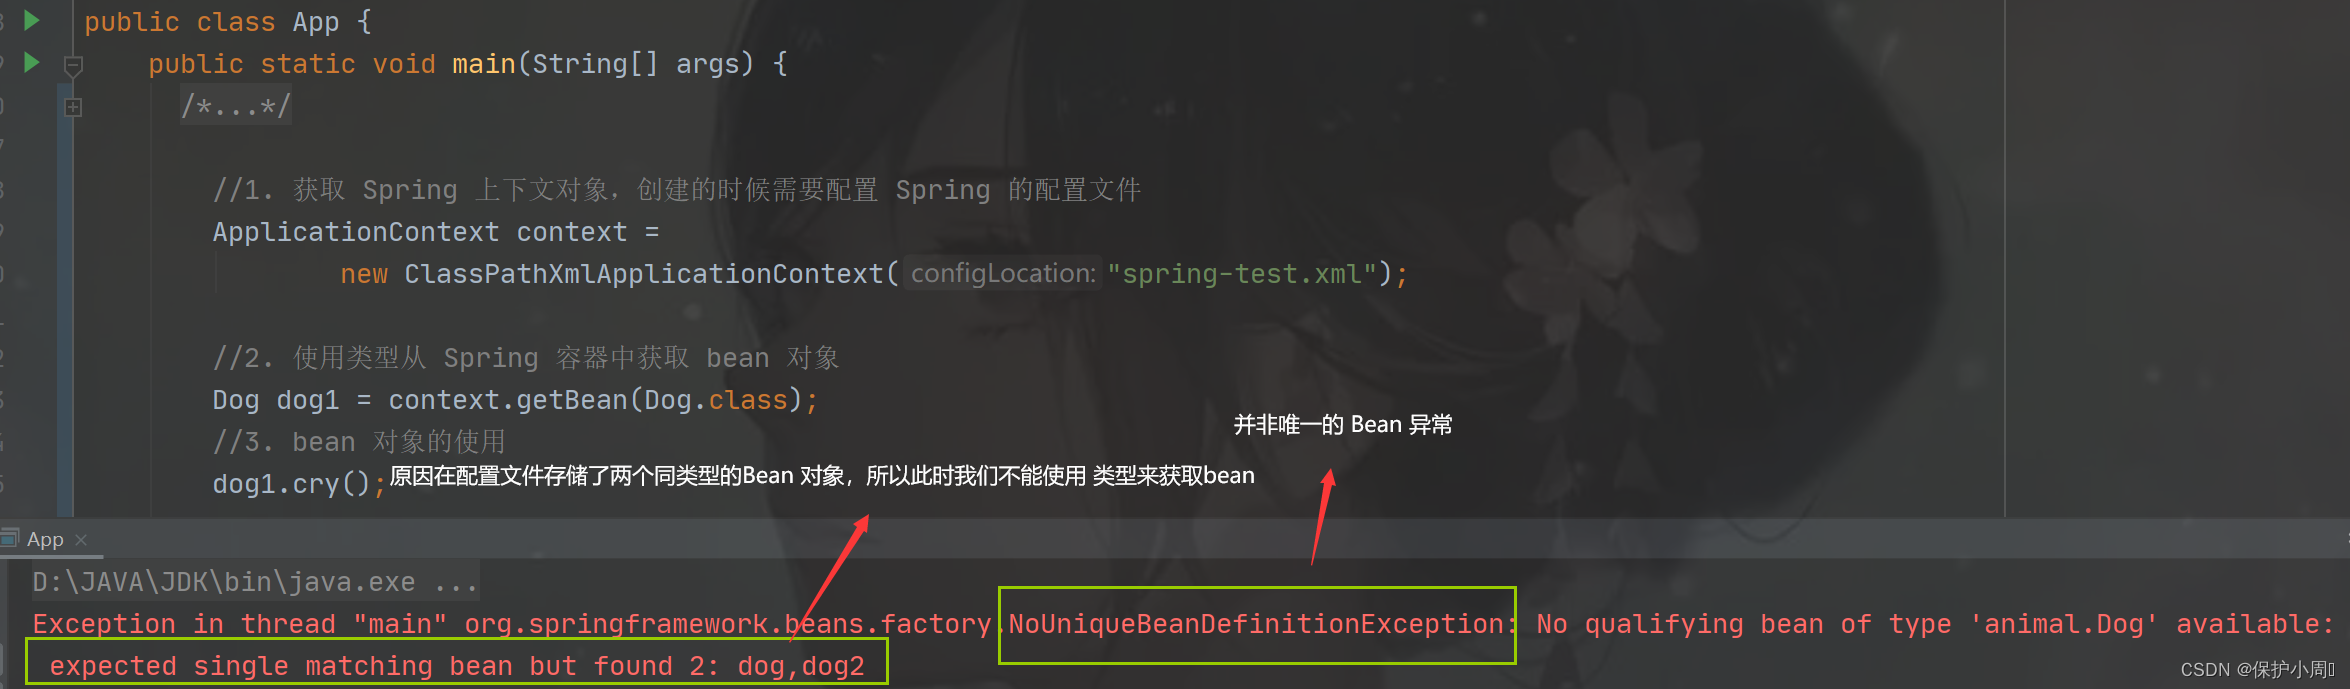 public class App {
public static void main(String[] args) {
/*...*/
//1. 获取 Spring 上下文对象，创建的时候需要配置 Spring 的配置文件
ApplicationContext context =
new ClassPathXmlApplicationContext( configLocation: "spring-test.xml");
//2. 使用类型从 Spring 容器中获取 bean 对象
Dog dog1 = context.getBean(Dog.class);
并非唯一的 Bean 异常
//3. bean 对象的使用
dog1.cry(); 原因在配置文件存储了两个同类型的Bean 对象，所以此时我们不能使用 类型来获取bean
App
D:\JAVA\JDK\bin\java.exe ...
Exception in thread "main" org.springframework.beans.factory.NoUniqueBeanDefinitionException: No qualifying bean of type 'animal.Dog' available:
expected single matching bean but found 2: dog,dog2
CSDN @保护小周